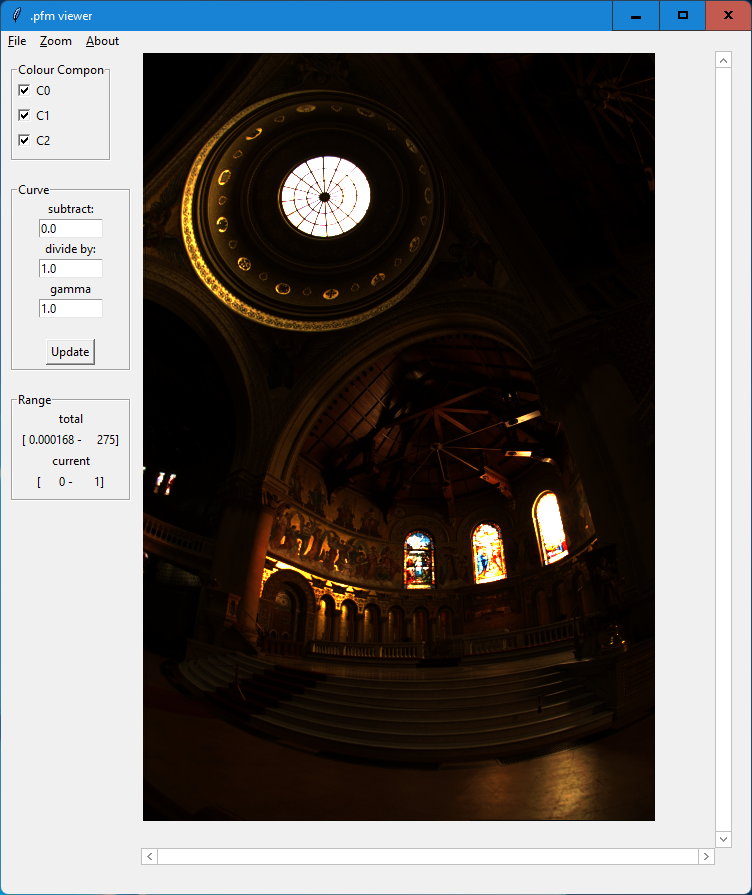 .pfm viewer
File Zoom About
Colour Compon
C0
C1
C2
Curve
subtract:
0.0
divide by:
1.0
gamma
1.0
Update
Range
total
[ 0.000168 - 275]
current
[ 0 - 1]